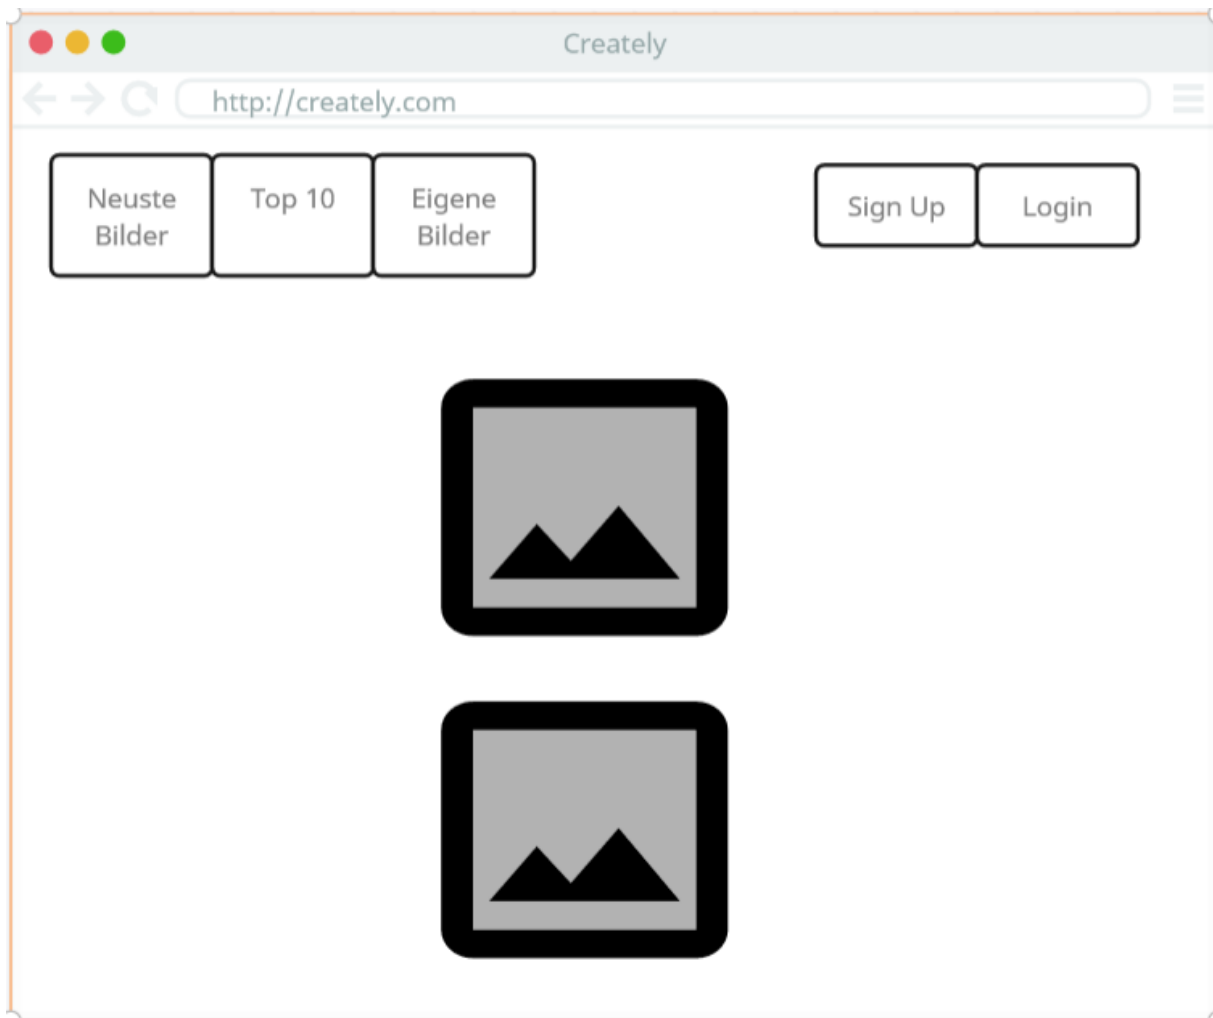 Creately
http://creately.com
Neuste
Bilder
Top 10
Eigene
Bilder
Sign Up
Login